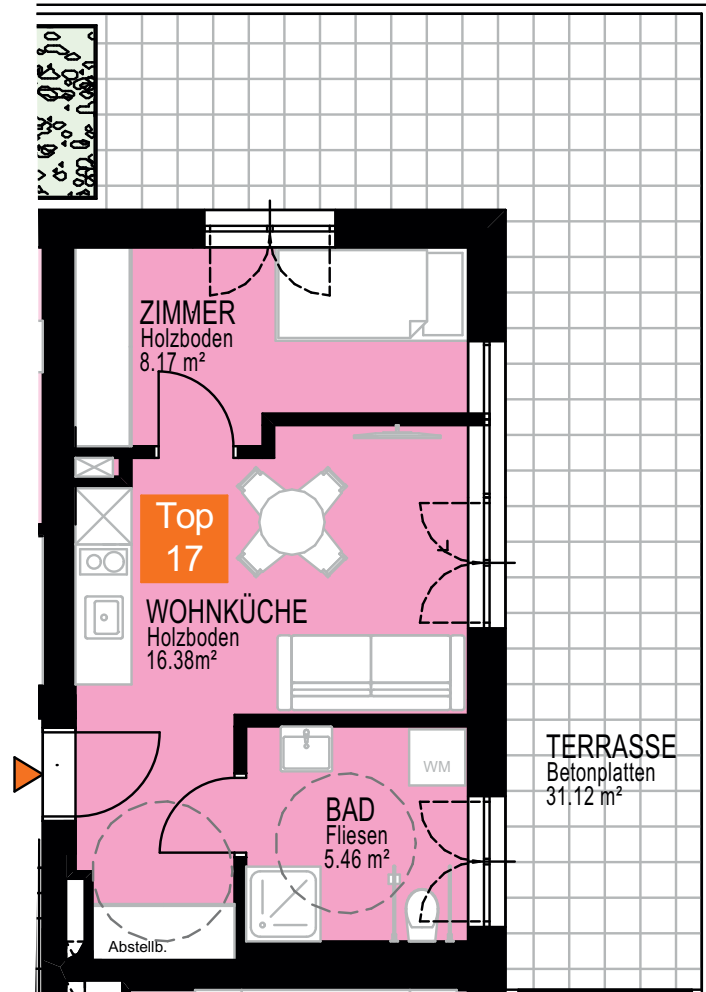 ZIMMER
Holzboden
8.17 m²
Top
17
WOHNKÜCHE
Holzboden
16.38m²
TERRASSE
Betonplatten
31.12 m²
WM
BAD
Fliesen
5.46 m²
Abstellb.